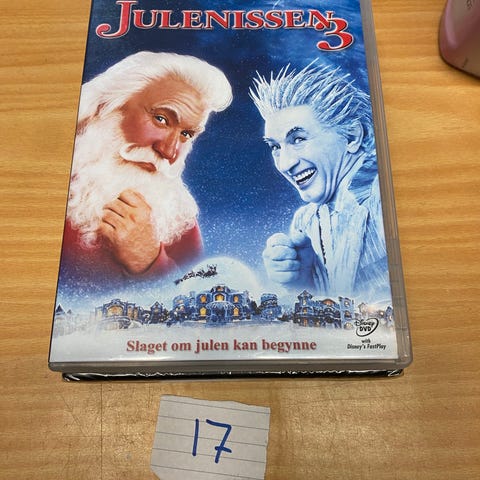 JULENISSEN 3
Slaget om julen kan begynne
Disney
DVD
with
Disney's FastPlay
17